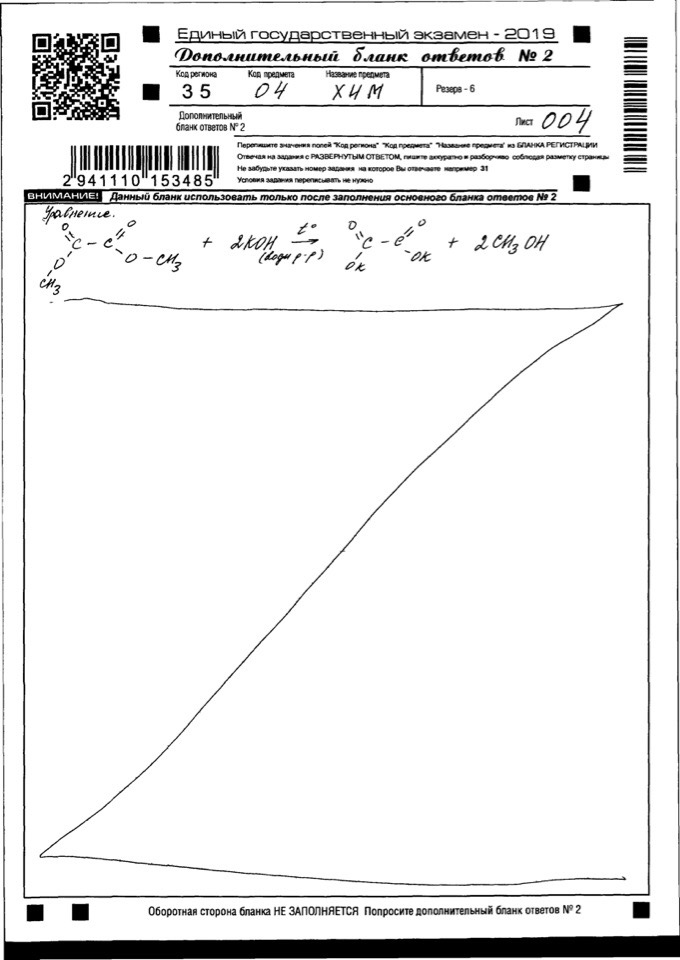 Единый государственный экзамен - 2019
Дополнительный бланк ответов № 2
Код региона Код предмета Название предмета
35 04 ХИМ Резерв - 6
Дополнительный
бланк ответов № 2
Лист 004
Перепишите значения полей "Код региона" "Код предмета" "Название предмета" из БЛАНКА РЕГИСТРАЦИИ
Отвечая на задания с РАЗВЕРНУТЫМ ОТВЕТОМ, пишите аккуратно и разборчиво соблюдая разметку страницы
Не забудьте указать номер задания на которое Вы отвечаете например 31
Условия задания переписывать не нужно
2 941110 153485
ВНИМАНИЕ! Данный бланк использовать только после заполнения основного бланка ответов № 2
Уравнение.
O O t° O O
C – C + 2KOH → C – C + 2CH3OH
O O – CH3 (водн р-р) OK OK
CH3
Оборотная сторона бланка НЕ ЗАПОЛНЯЕТСЯ Попросите дополнительный бланк ответов № 2